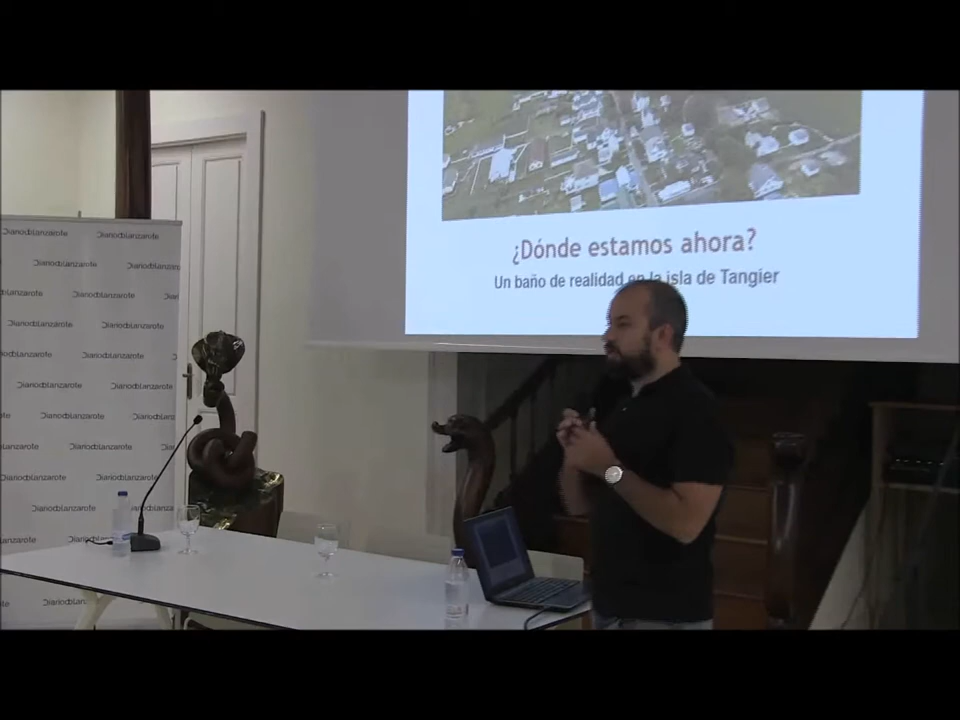 ¿Dónde estamos ahora?
Un baño de realidad en la isla de Tangier
Diariodelanzarote